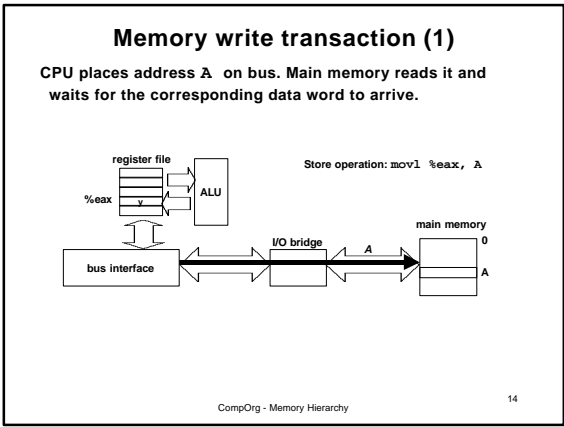 Memory write transaction (1)
CPU places address A on bus. Main memory reads it and
waits for the corresponding data word to arrive.
register file
Store operation: movl %eax, A
ALU
%eax
y
main memory
I/O bridge
A
0
bus interface
A
14
CompOrg - Memory Hierarchy